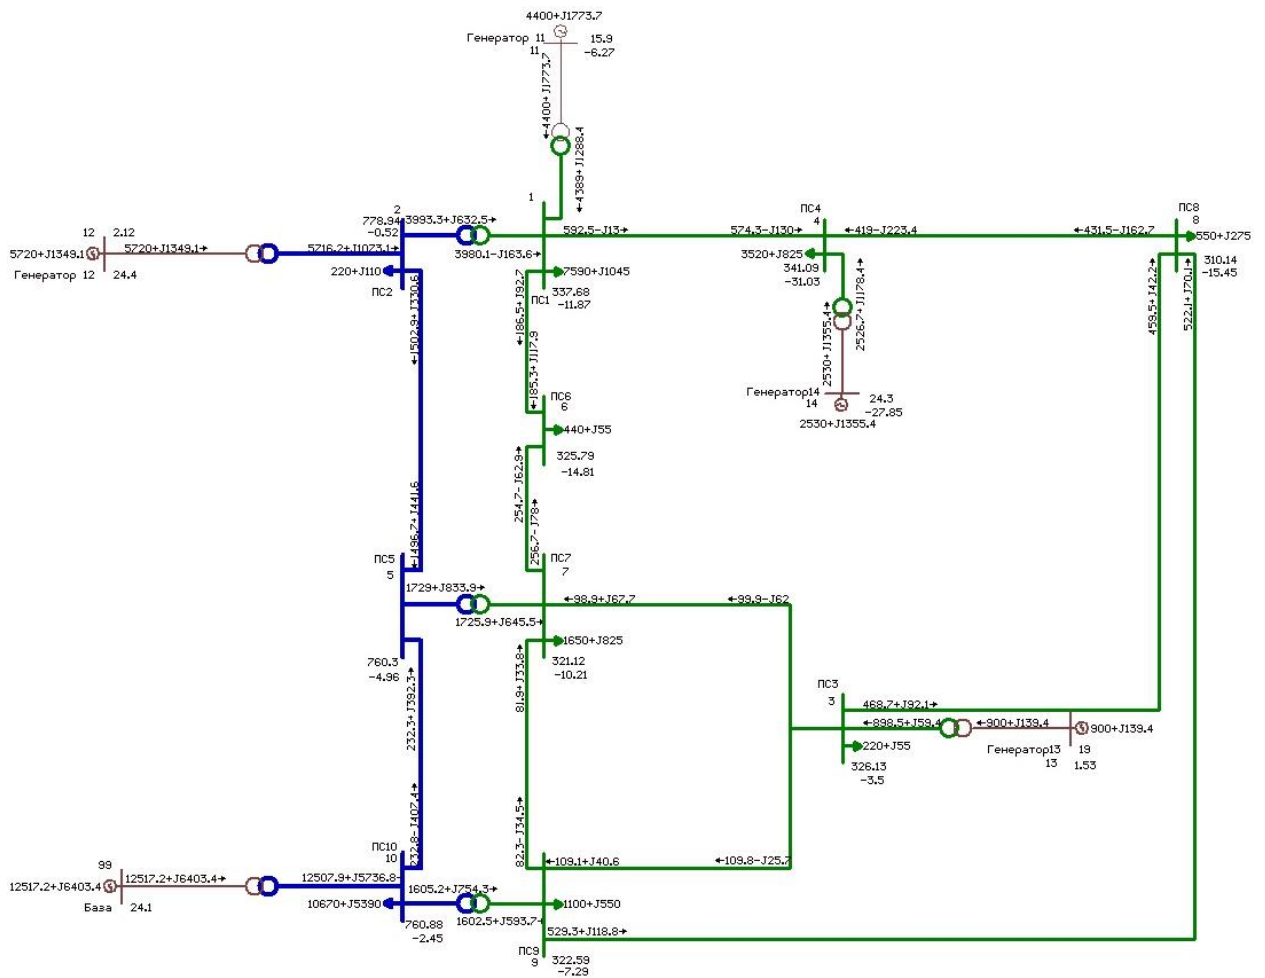 4400+J1773.7
Генератор 11
11
15.9
-6.27
4400+J1773.7
4389+J1288.4
12
2.12
5720+J1349.1
5720+J1349.1
Генератор 12
24.4
2
778.94
-0.52
3993.3+J632.5
5716.2+J1073.1
220+J110
ПС2
3980.1-J163.6
1
592.5-J13
574.3-J130
7590+J1045
337.68
ПС1
-11.87
ПС4
4
419-J223.4
431.5-J162.7
3520+J825
341.09
-31.03
ПС8
8
550+J275
310.14
-15.45
1502.9+J330.6
186.5+J92.7
185.3+J117.9
2530+J1355.4
2526.7+J1178.4
459.5+J42.2
522.1+J70.1
Генератор14
14
24.3
-27.85
2530+J1355.4
ПС6
6
440+J55
325.79
-14.81
1496.7+J441.6
254.7-J62.9
256.7-J78
ПС5
5
1729+J833.9
1725.9+J645.5
ПС7
7
98.9+J67.7
99.9-J62
1650+J825
760.3
-4.96
321.12
-10.21
232.3+J392.3
81.9+J33.8
ПС3
3
468.7+J92.1
898.5+J59.4
900+J139.4
900+J139.4
220+J55
Генератор13
13
19
1.53
326.13
-3.5
232.8-J407.4
82.3-J34.5
ПС10
10
109.1+J40.6
109.8-J25.7
99
12517.2+J6403.4
12517.2+J6403.4
База
24.1
12507.9+J5736.8
1605.2+J754.3
10670+J5390
1602.5+J593.7
1100+J550
760.88
-2.45
529.3+J118.8
ПС9
9
322.59
-7.29